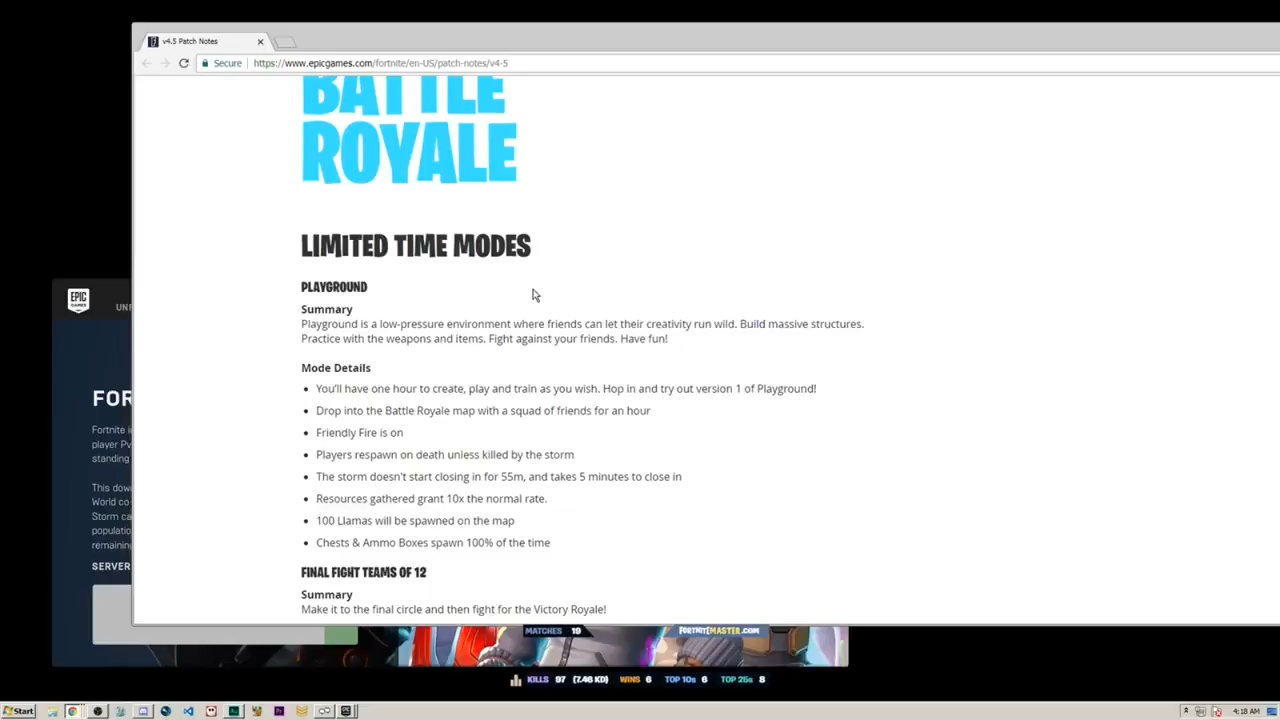 v4.5 Patch Notes
Secure
https://www.epicgames.com/fortnite/en-US/patch-notes/v4-5
BATTLE
ROYALE
LIMITED TIME MODES
PLAYGROUND
Summary
Playground is a low-pressure environment where friends can let their creativity run wild. Build massive structures.
Practice with the weapons and items. Fight against your friends. Have fun!
Mode Details
• You'll have one hour to create, play and train as you wish. Hop in and try out version 1 of Playground!
• Drop into the Battle Royale map with a squad of friends for an hour
• Friendly Fire is on
• Players respawn on death unless killed by the storm
• The storm doesn't start closing in for 55m, and takes 5 minutes to close in
• Resources gathered grant 10x the normal rate.
• 100 Llamas will be spawned on the map
• Chests & Ammo Boxes spawn 100% of the time
FINAL FIGHT TEAMS OF 12
Summary
Make it to the final circle and then fight for the Victory Royale!
EPIC
GAMES
UNR
FOR
Fortnite i
player Pv
standing
This dow
World co
Storm ca
populatio
remainin
SERVER
MATCHES 19
FORTNITEMASTER.COM
KILLS 97 (7.46 KD) WINS 6 TOP 10s 6 TOP 25s 8
Start
4:18 AM